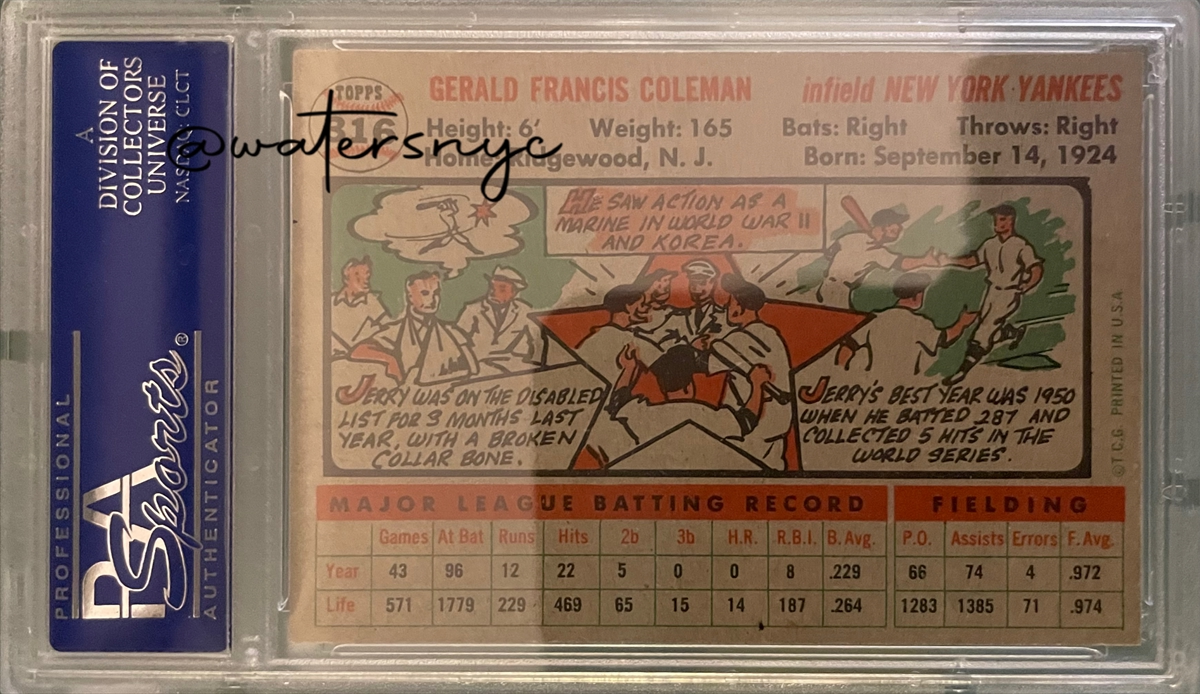 A
DIVISION OF
COLLECTORS
UNIVERSE
NASDAQ: CLCT
PROFESSIONAL
PSA
Sports®
AUTHENTICATOR
@watersnyc
TOPPS
316
GERALD FRANCIS COLEMAN infield NEW YORK YANKEES
Height: 6' Weight: 165 Bats: Right Throws: Right
Home: Ridgewood, N. J. Born: September 14, 1924
HE SAW ACTION AS A
MARINE IN WORLD WAR II
AND KOREA.
JERRY WAS ON THE DISABLED
LIST FOR 3 MONTHS LAST
YEAR, WITH A BROKEN
COLLAR BONE.
JERRY'S BEST YEAR WAS 1950
WHEN HE BATTED 287 AND
COLLECTED 5 HITS IN THE
WORLD SERIES.
©T.C.G. PRINTED IN U.S.A.
MAJOR LEAGUE BATTING RECORD FIELDING
Games At Bat Runs Hits 2b 3b H.R. R.B.I. B. Avg. P.O. Assists Errors F. Avg.
Year 43 96 12 22 5 0 0 8 .229 66 74 4 .972
Life 571 1779 229 469 65 15 14 187 .264 1283 1385 71 .974